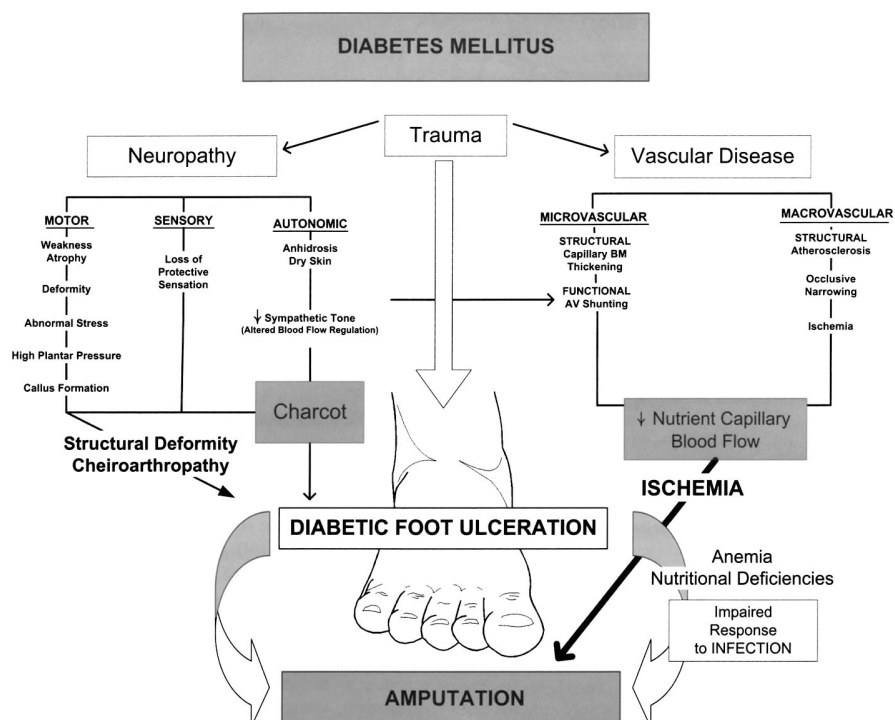 DIABETES MELLITUS
Trauma
Neuropathy
Vascular Disease
MOTOR
Weakness
Atrophy
Deformity
Abnormal Stress
High Plantar Pressure
Callus Formation
SENSORY
Loss of
Protective
Sensation
AUTONOMIC
Anhidrosis
Dry Skin
↓ Sympathetic Tone
(Altered Blood Flow Regulation)
MICROVASCULAR
STRUCTURAL
Capillary BM
Thickening
FUNCTIONAL
AV Shunting
MACROVASCULAR
STRUCTURAL
Atherosclerosis
Occlusive
Narrowing
Ischemia
Charcot
↓ Nutrient Capillary
Blood Flow
Structural Deformity
Cheiroarthropathy
ISCHEMIA
DIABETIC FOOT ULCERATION
Anemia
Nutritional Deficiencies
Impaired
Response
to INFECTION
AMPUTATION